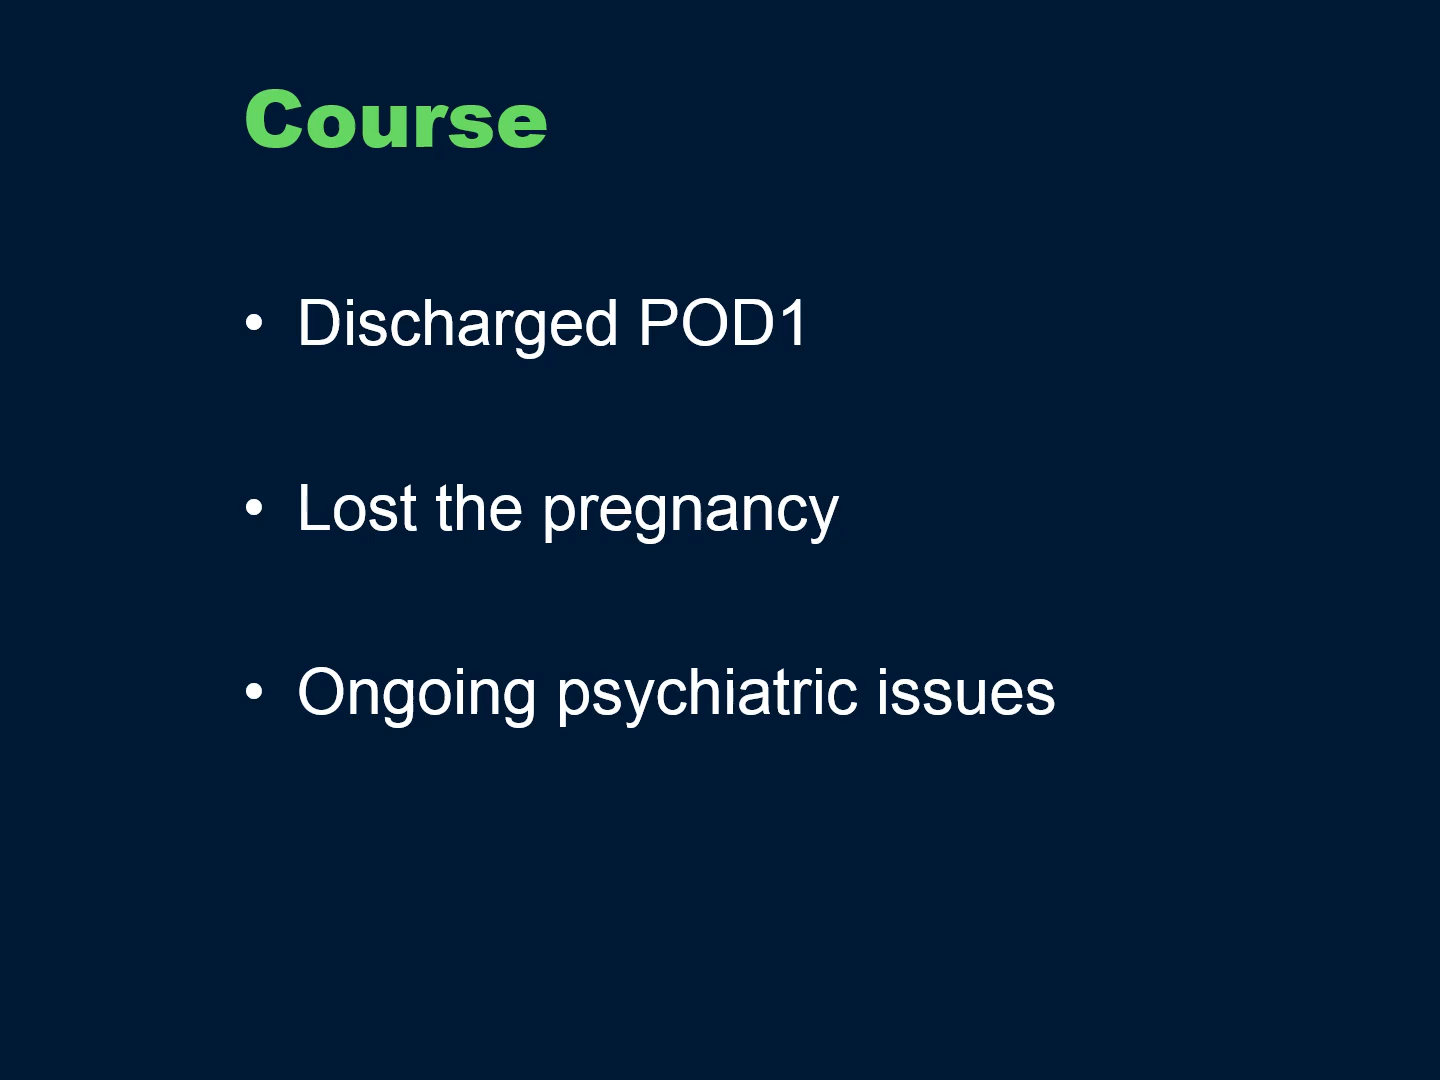 Course
• Discharged POD1
• Lost the pregnancy
• Ongoing psychiatric issues